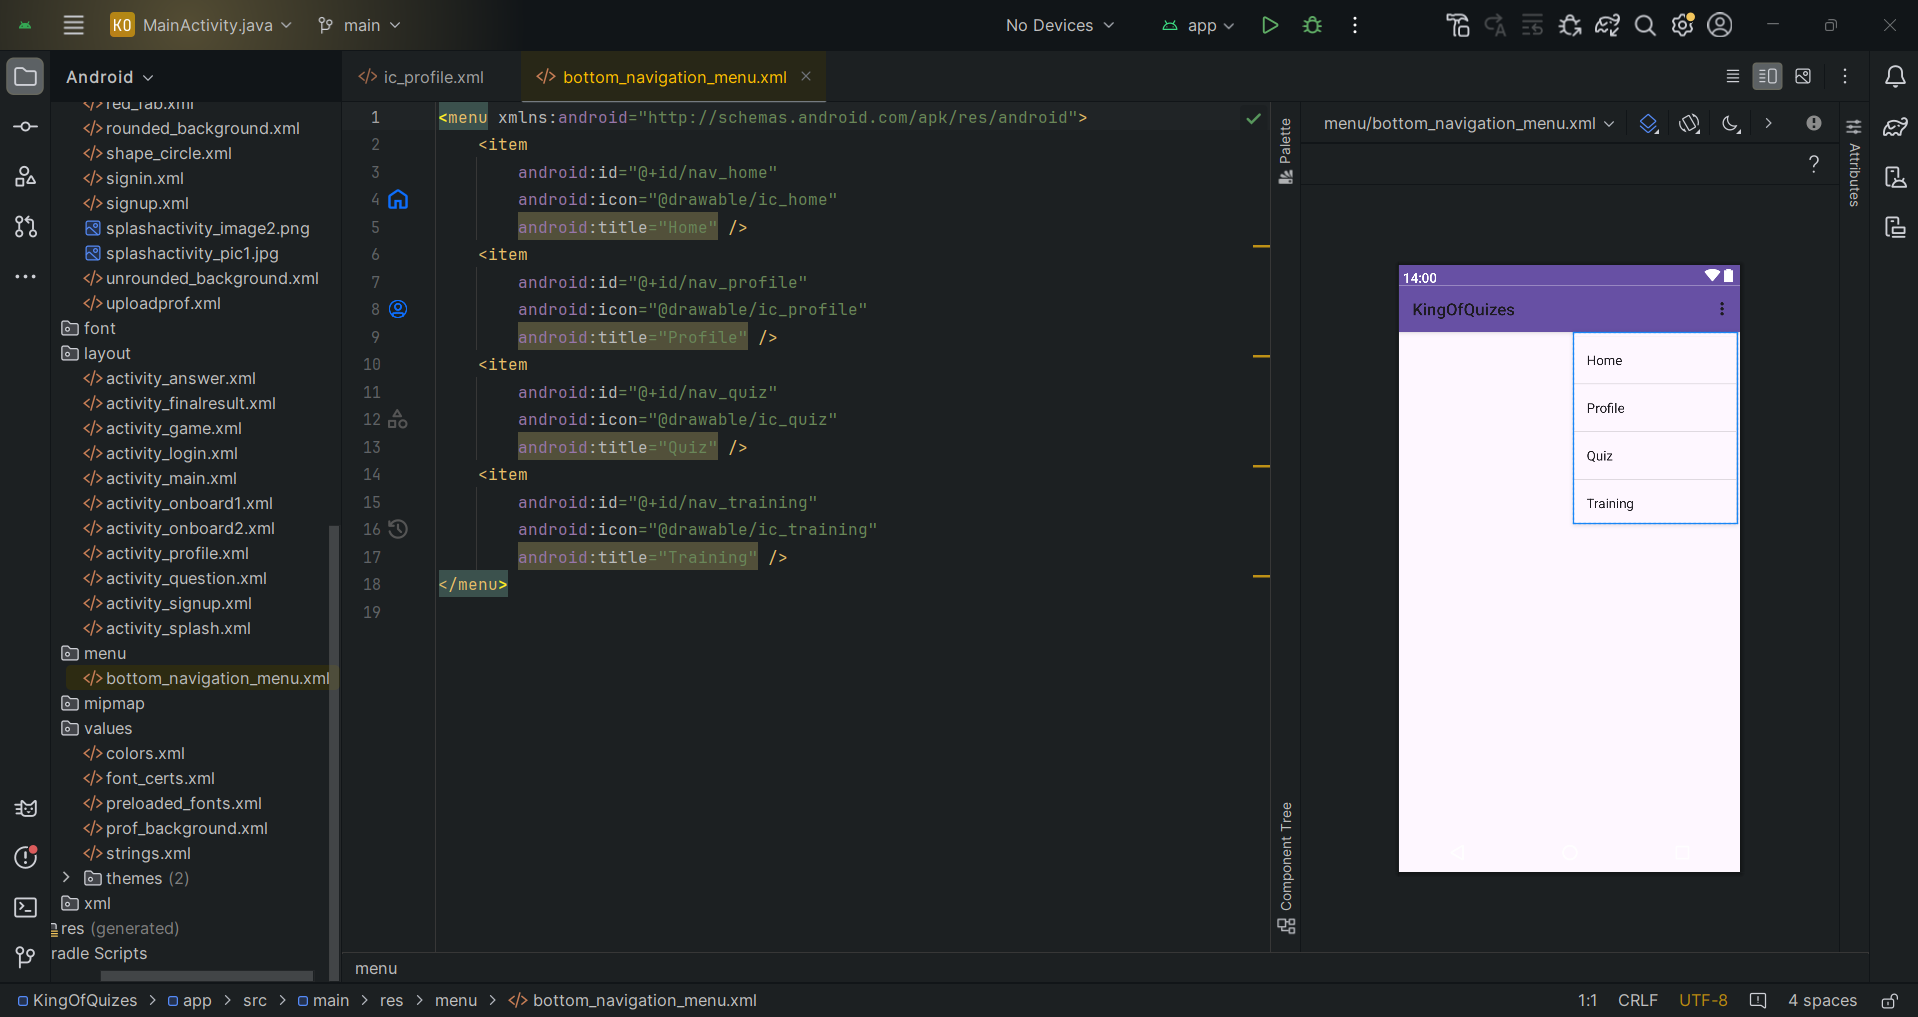 KO MainActivity.java main No Devices app
Android
red_fab.xml
rounded_background.xml
shape_circle.xml
signin.xml
signup.xml
splashactivity_image2.png
splashactivity_pic1.jpg
unrounded_background.xml
uploadprof.xml
font
layout
activity_answer.xml
activity_finalresult.xml
activity_game.xml
activity_login.xml
activity_main.xml
activity_onboard1.xml
activity_onboard2.xml
activity_profile.xml
activity_question.xml
activity_signup.xml
activity_splash.xml
menu
bottom_navigation_menu.xml
mipmap
values
colors.xml
font_certs.xml
preloaded_fonts.xml
prof_background.xml
strings.xml
themes (2)
xml
res (generated)
radle Scripts
ic_profile.xml bottom_navigation_menu.xml
1 <menu xmlns:android="http://schemas.android.com/apk/res/android">
2 <item
3 android:id="@+id/nav_home"
4 android:icon="@drawable/ic_home"
5 android:title="Home" />
6 <item
7 android:id="@+id/nav_profile"
8 android:icon="@drawable/ic_profile"
9 android:title="Profile" />
10 <item
11 android:id="@+id/nav_quiz"
12 android:icon="@drawable/ic_quiz"
13 android:title="Quiz" />
14 <item
15 android:id="@+id/nav_training"
16 android:icon="@drawable/ic_training"
17 android:title="Training" />
18 </menu>
19
menu
Palette
Component Tree
menu/bottom_navigation_menu.xml
?
Attributes
14:00
KingOfQuizes
Home
Profile
Quiz
Training
KingOfQuizes > app > src > main > res > menu > bottom_navigation_menu.xml
1:1 CRLF UTF-8 4 spaces